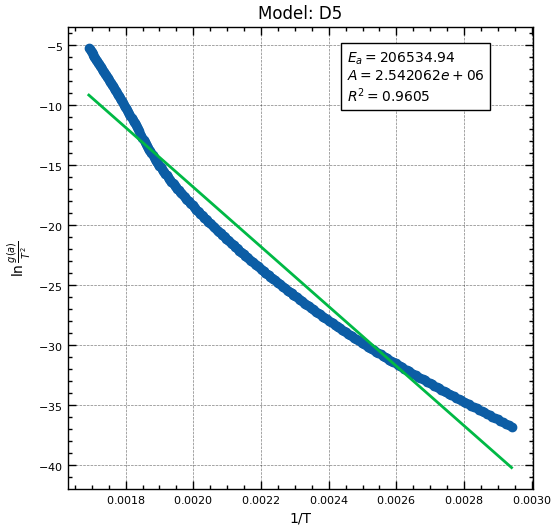 Model: D5
E_a = 206534.94
A = 2.542062e + 06
R² = 0.9605
−5
−10
−15
−20
−25
−30
−35
−40
ln g(a)/T²
0.0018 0.0020 0.0022 0.0024 0.0026 0.0028 0.0030
1/T